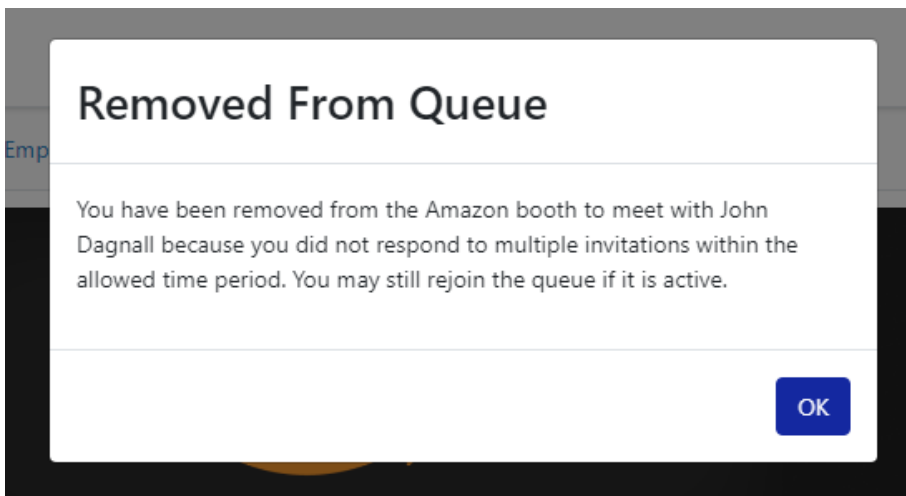 Removed From Queue
Emp
You have been removed from the Amazon booth to meet with John
Dagnall because you did not respond to multiple invitations within the
allowed time period. You may still rejoin the queue if it is active.
OK